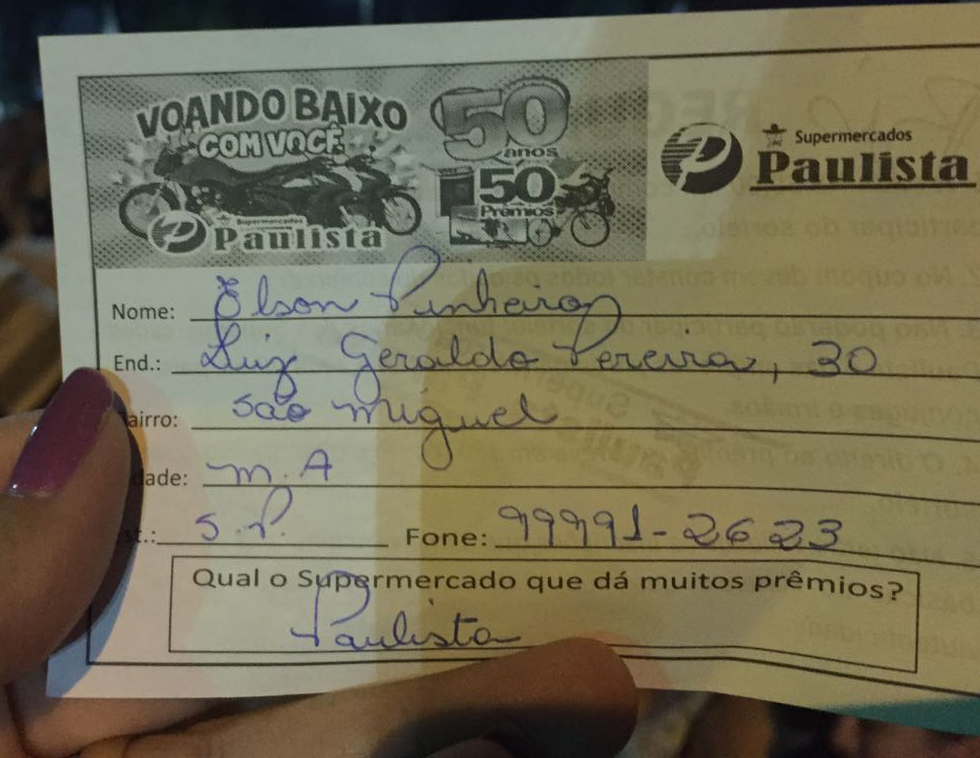 VOANDO BAIXO
COM VOCÊ
50
anos
50
Prêmios
Supermercados
Paulista
Supermercados
Paulista
Nome: Elson Pinheiro
End.: Luiz Geraldo Pereira, 30
airro: São Miguel
dade: M.A
st.: S.P. Fone: 99991-2623
Qual o Supermercado que dá muitos prêmios?
Paulista